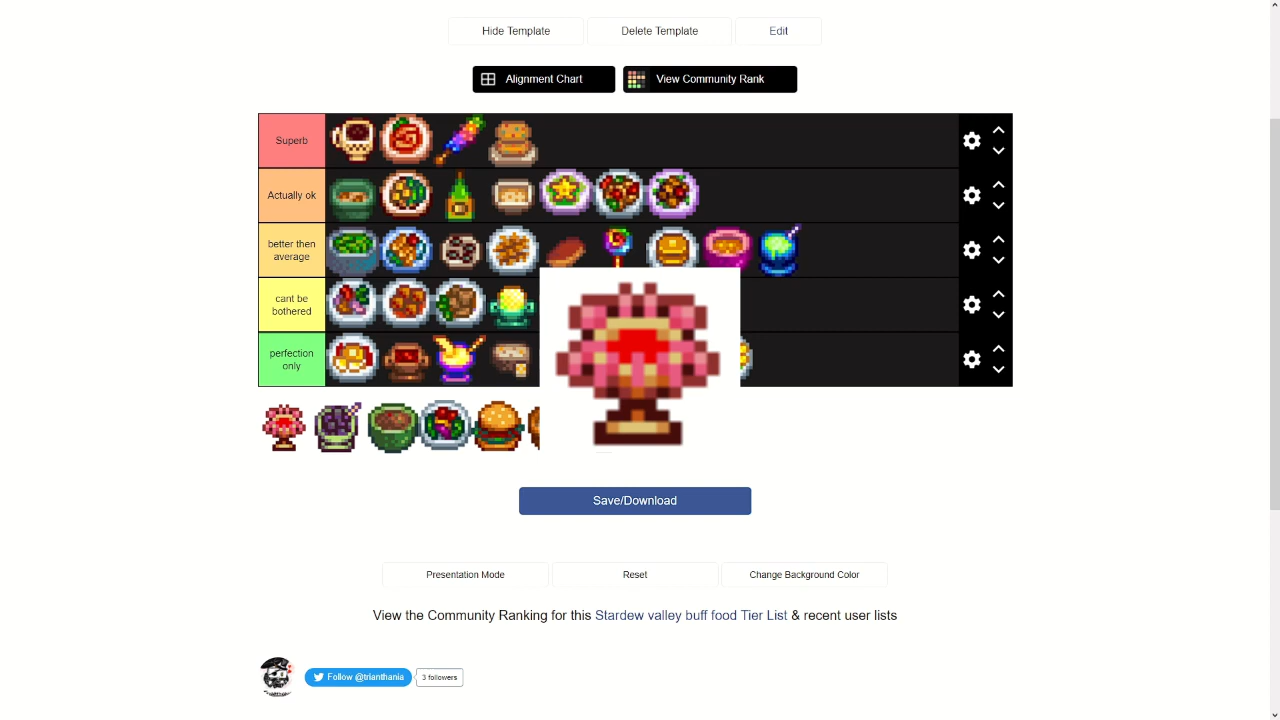 Hide Template Delete Template Edit
Alignment Chart View Community Rank
Superb
Actually ok
better then
average
cant be
bothered
perfection
only
Save/Download
Presentation Mode Reset Change Background Color
View the Community Ranking for this Stardew valley buff food Tier List & recent user lists
Follow @trianthania 3 followers